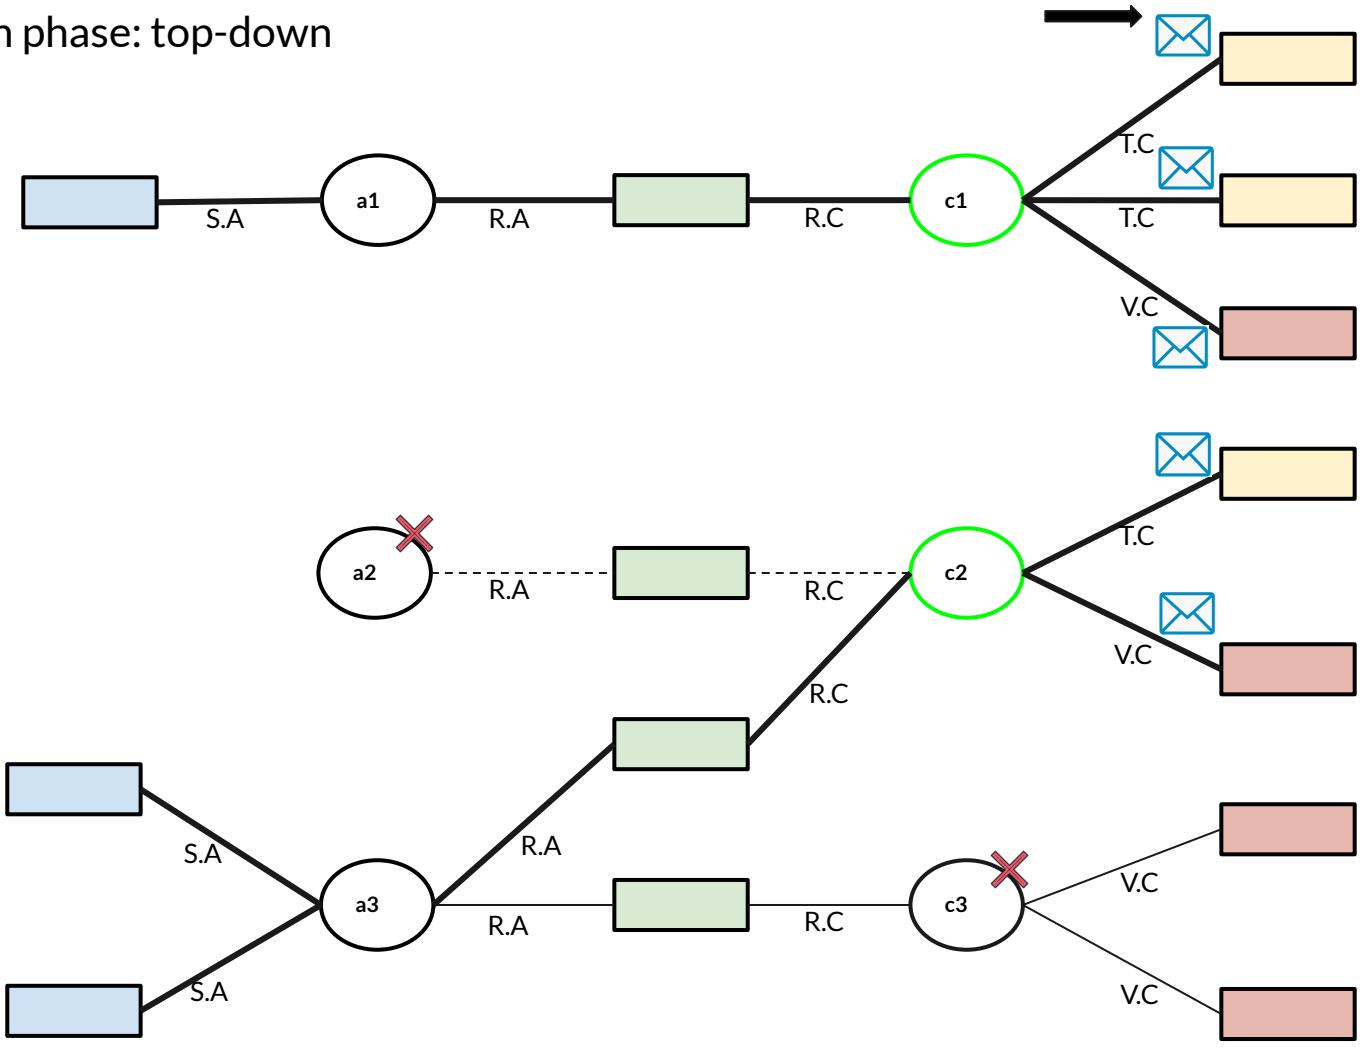 n phase: top-down
T.C
a1
c1
S.A
R.A
R.C
T.C
V.C
T.C
a2
c2
R.A
R.C
V.C
R.C
R.A
S.A
V.C
a3
c3
R.A
R.C
S.A
V.C